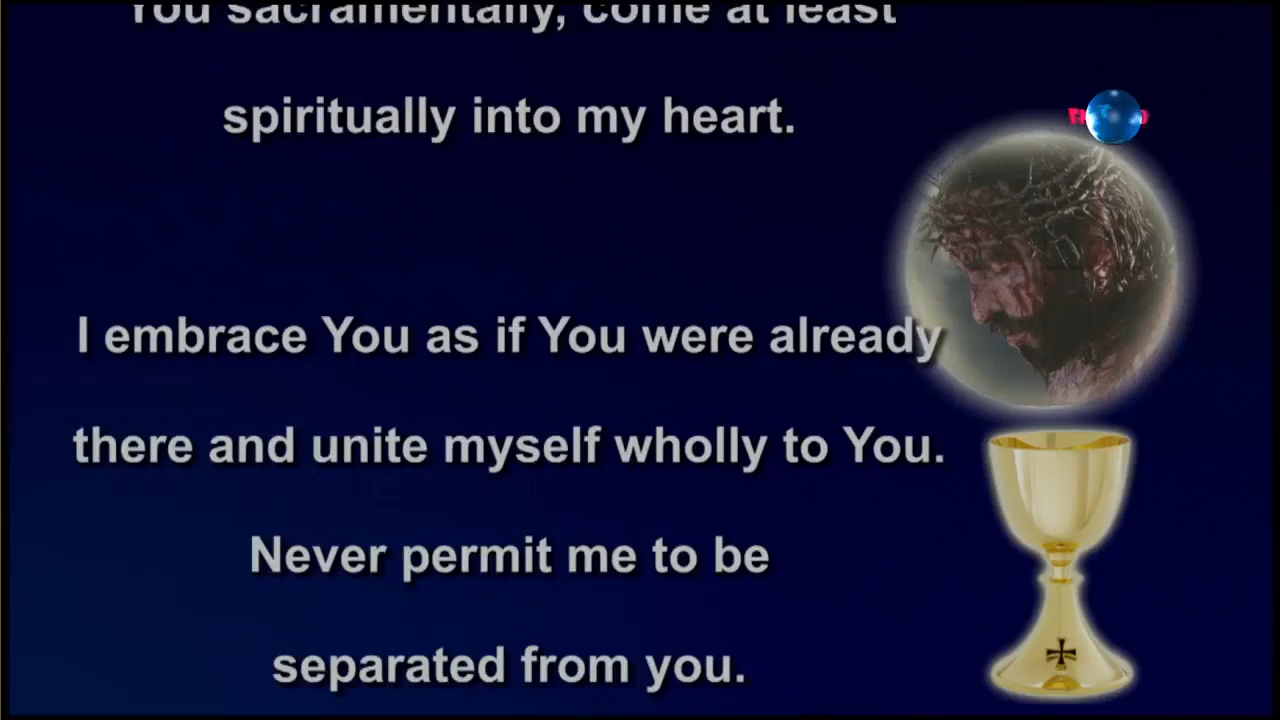 You sacramentally, come at least
spiritually into my heart.
I embrace You as if You were already
there and unite myself wholly to You.
Never permit me to be
separated from you.